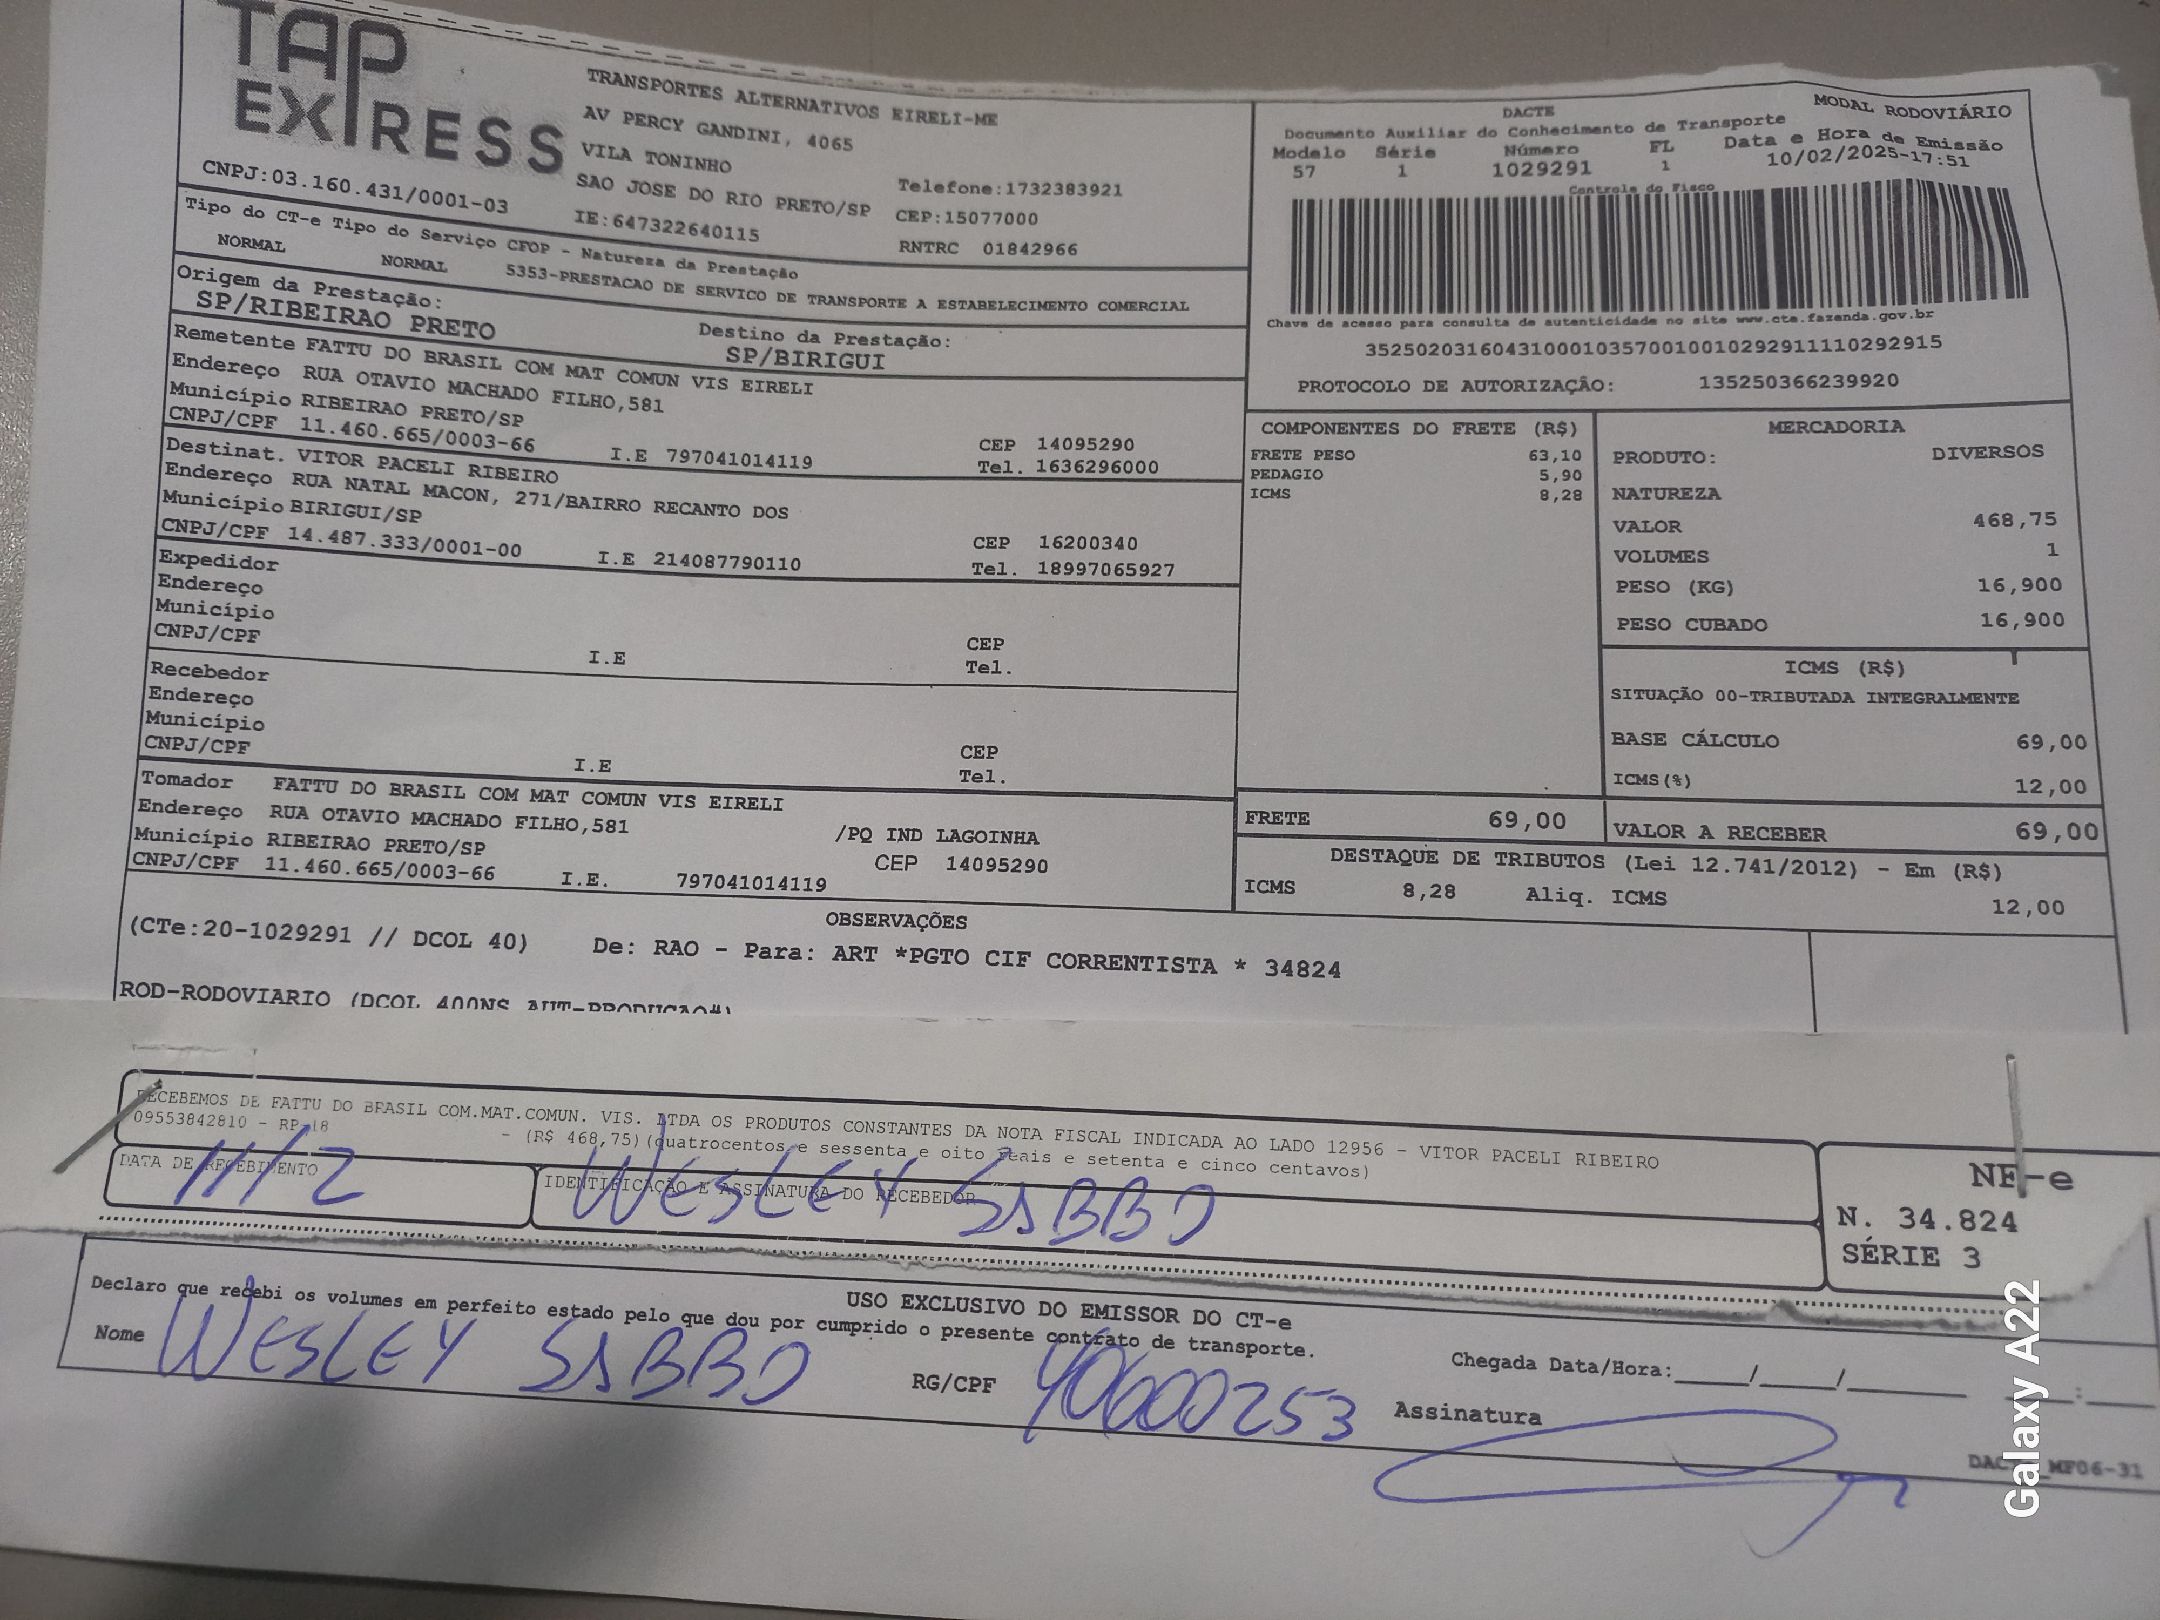 TAP
EXPRESS
TRANSPORTES ALTERNATIVOS EIRELI-ME
AV PERCY GANDINI, 4065
VILA TONINHO
SAO JOSE DO RIO PRETO/SP
Telefone:1732383921
CNPJ:03.160.431/0001-03
IE:647322640115
CEP:15077000
RNTRC 01842966
Tipo do CT-e Tipo do Serviço CFOP - Natureza da Prestação
NORMAL NORMAL 5353-PRESTACAO DE SERVICO DE TRANSPORTE A ESTABELECIMENTO COMERCIAL
Origem da Prestação:
SP/RIBEIRAO PRETO
Destino da Prestação:
SP/BIRIGUI
Remetente FATTU DO BRASIL COM MAT COMUN VIS EIRELI
Endereço RUA OTAVIO MACHADO FILHO,581
Município RIBEIRAO PRETO/SP CEP 14095290
CNPJ/CPF 11.460.665/0003-66 I.E 797041014119 Tel. 1636296000
Destinat. VITOR PACELI RIBEIRO
Endereço RUA NATAL MACON, 271/BAIRRO RECANTO DOS
Município BIRIGUI/SP CEP 16200340
CNPJ/CPF 14.487.333/0001-00 I.E 214087790110 Tel. 18997065927
Expedidor
Endereço
Município CEP
CNPJ/CPF I.E Tel.
Recebedor
Endereço
Município CEP
CNPJ/CPF I.E Tel.
Tomador FATTU DO BRASIL COM MAT COMUN VIS EIRELI
Endereço RUA OTAVIO MACHADO FILHO,581 /PQ IND LAGOINHA
Município RIBEIRAO PRETO/SP CEP 14095290
CNPJ/CPF 11.460.665/0003-66 I.E. 797041014119
DACTE
MODAL RODOVIÁRIO
Documento Auxiliar do Conhecimento de Transporte
Modelo Série Número FL Data e Hora de Emissão
57 1 1029291 1 10/02/2025-17:51
Controle do Fisco
Chave de acesso para consulta de autenticidade no site www.cte.fazenda.gov.br
35250203160431000103570010010292911110292915
PROTOCOLO DE AUTORIZAÇÃO: 135250366239920
COMPONENTES DO FRETE (R$)
FRETE PESO 63,10
PEDAGIO 5,90
ICMS 8,28
MERCADORIA
PRODUTO: DIVERSOS
NATUREZA
VALOR 468,75
VOLUMES 1
PESO (KG) 16,900
PESO CUBADO 16,900
ICMS (R$)
SITUAÇÃO 00-TRIBUTADA INTEGRALMENTE
BASE CÁLCULO 69,00
ICMS(%) 12,00
FRETE 69,00
VALOR A RECEBER 69,00
DESTAQUE DE TRIBUTOS (Lei 12.741/2012) - Em (R$)
ICMS 8,28 Aliq. ICMS 12,00
OBSERVAÇÕES
(CTe:20-1029291 // DCOL 40) De: RAO - Para: ART *PGTO CIF CORRENTISTA * 34824
ROD-RODOVIARIO (DCOL 400NS AUT-PRODUCAO#)
RECEBEMOS DE FATTU DO BRASIL COM.MAT.COMUN. VIS. LTDA OS PRODUTOS CONSTANTES DA NOTA FISCAL INDICADA AO LADO 12956 - VITOR PACELI RIBEIRO
09553842810 - RP-18 - (R$ 468,75)(quatrocentos e sessenta e oito reais e setenta e cinco centavos)
DATA DE RECEBIMENTO
11/2
IDENTIFICAÇÃO E ASSINATURA DO RECEBEDOR
WESLEY SABBO
NF-e
N. 34.824
SÉRIE 3
USO EXCLUSIVO DO EMISSOR DO CT-e
Declaro que recebi os volumes em perfeito estado pelo que dou por cumprido o presente contrato de transporte.
Nome WESLEY SABBO RG/CPF 40600253
Chegada Data/Hora:____/____/______ __:____
Assinatura
MF06-31
Galaxy A22